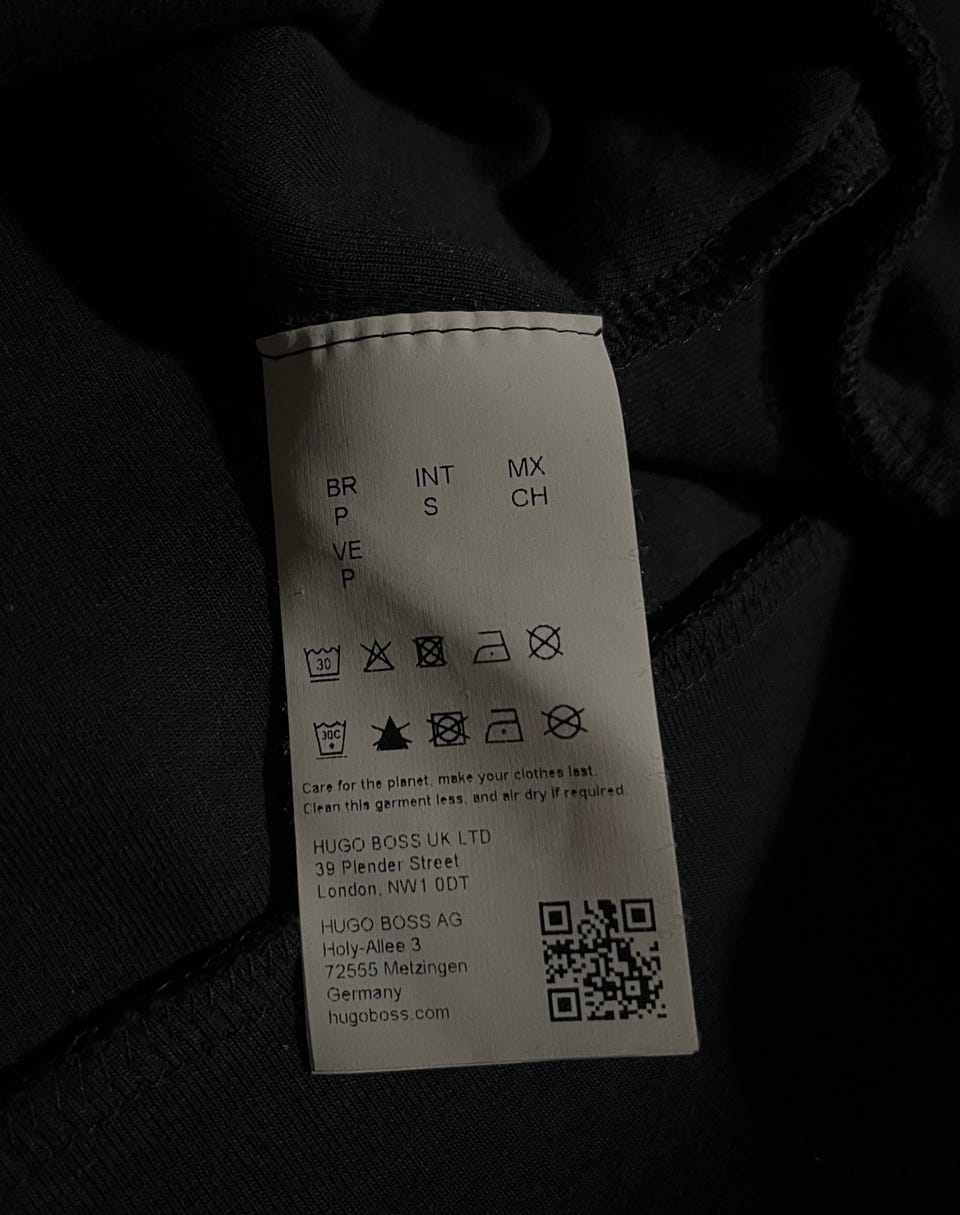 BR INT MX
P S CH
VE
P
30
30C
Care for the planet, make your clothes last.
Clean this garment less, and air dry if required.
HUGO BOSS UK LTD
39 Plender Street
London, NW1 0DT
HUGO BOSS AG
Holy-Allee 3
72555 Metzingen
Germany
hugoboss.com